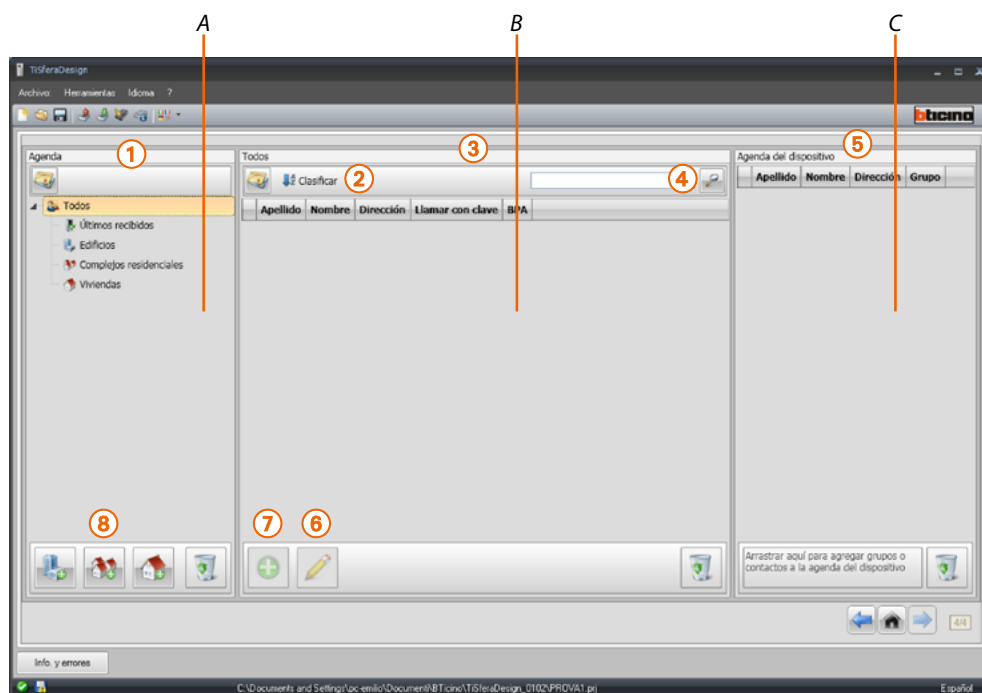 A B C
TiSferaDesign
Archivo Herramientas Idioma ?
bticino
Agenda 1
Todos 3
Agenda del dispositivo 5
Clasificar 2 4
Apellido Nombre Dirección Grupo
Todos
Últimos recibidos
Edificios
Complejos residenciales
Viviendas
Apellido Nombre Dirección Llamar con clave BPA
8
7 6
Arrastrar aquí para agregar grupos o
contactos a la agenda del dispositivo
4/4
Info. y errores
C:\Documents and Settings\pc-emilio\Documenti\BTicino\TiSferaDesign_0102\PROVA1.prj Español